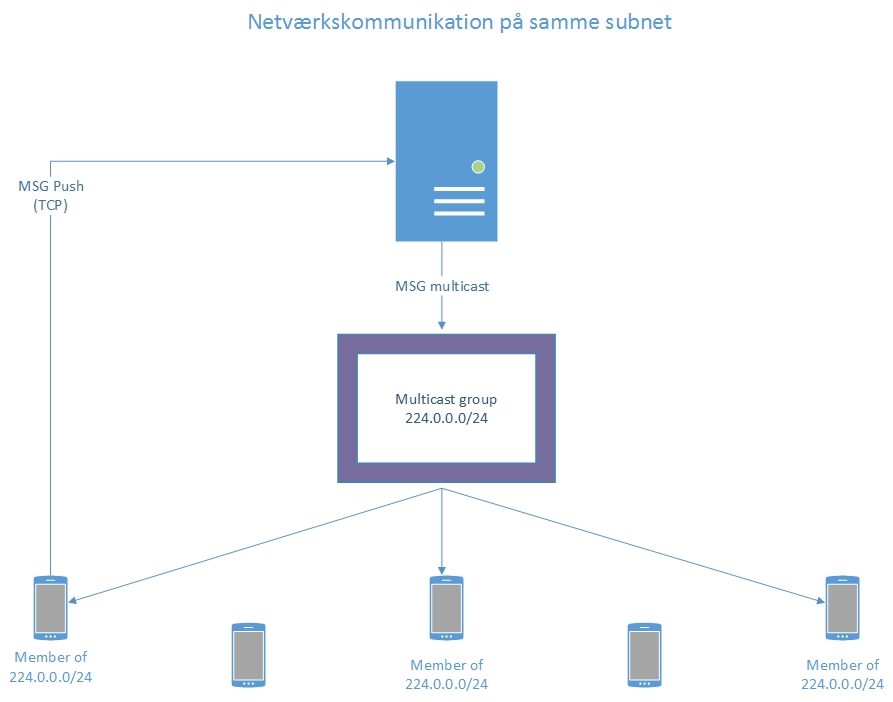 Netværkskommunikation på samme subnet
MSG Push
(TCP)
MSG multicast
Multicast group
224.0.0.0/24
Member of
224.0.0.0/24
Member of
224.0.0.0/24
Member of
224.0.0.0/24